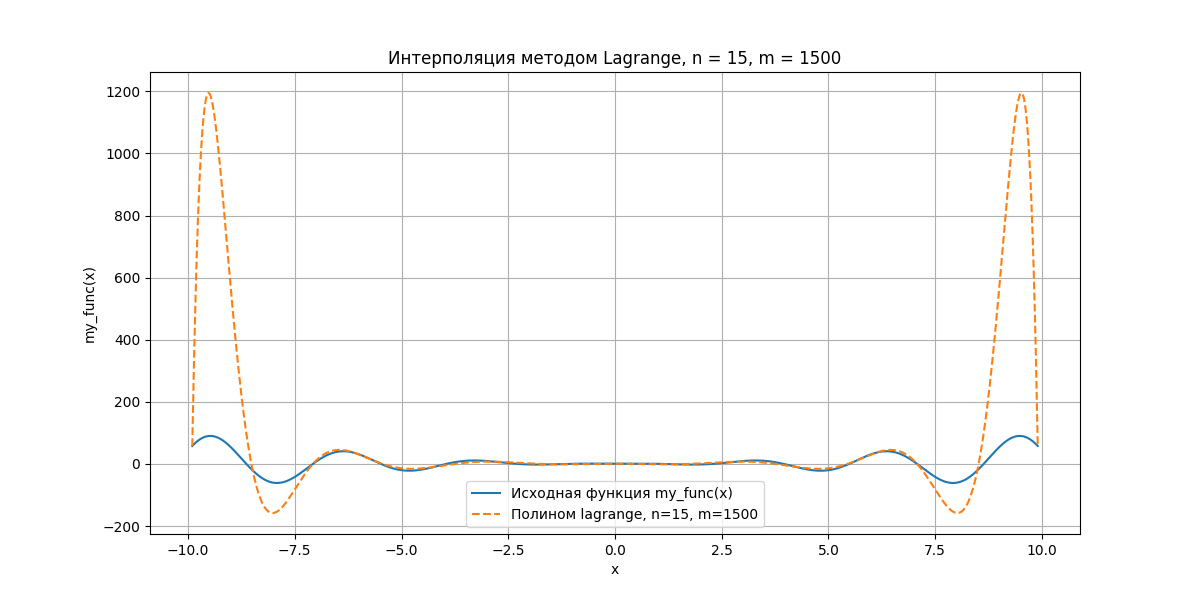 Интерполяция методом Lagrange, n = 15, m = 1500
1200
1000
800
600
400
200
0
−200
my_func(x)
Исходная функция my_func(x)
Полином lagrange, n=15, m=1500
−10.0 −7.5 −5.0 −2.5 0.0 2.5 5.0 7.5 10.0
x